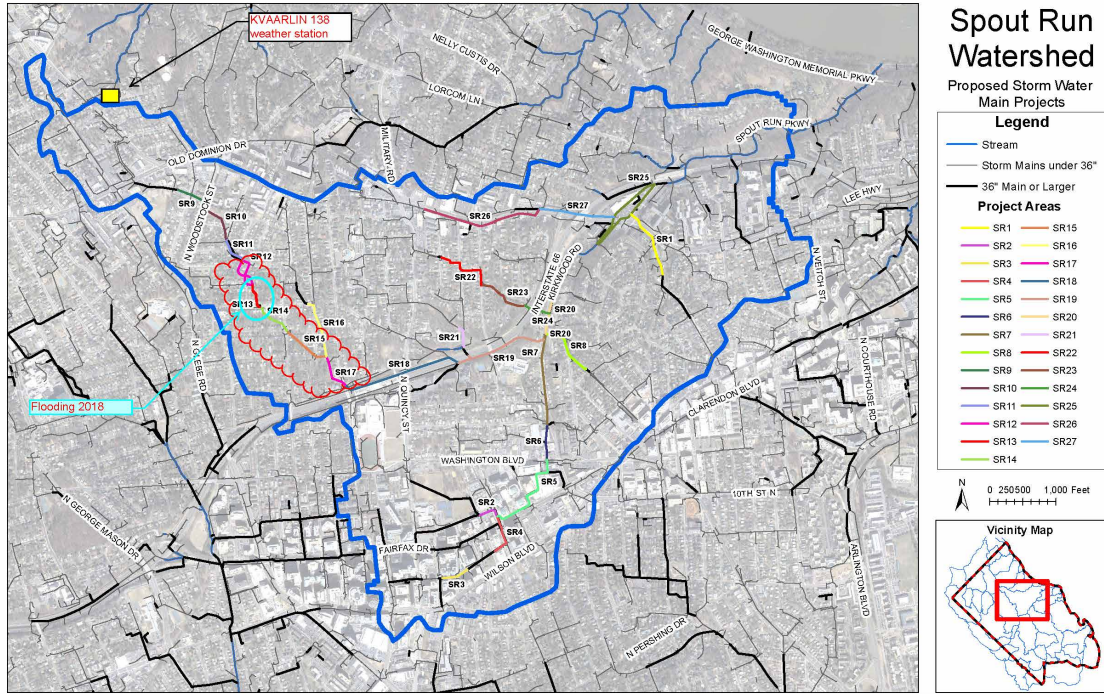 KVAARLIN 138
weather station
NELLY CUSTIS DR
GEORGE WASHINGTON MEMORIAL PKWY
LORCOM LN
MILITARY RD
SPOUT RUN PKWY
OLD DOMINION DR
SR25
LEE HWY
SR9
N WOODSTOCK ST
SR10
SR26
SR27
SR1
SR11
SR12
INTERSTATE 66
KIRKWOOD RD
N VEITCH ST
SR22
SR23
SR13
SR14
SR20
SR16
SR24
SR20
SR15
SR21
SR7
SR8
SR19
SR18
SR17
N GLEBE RD
N QUINCY ST
N COURTHOUSE RD
CLARENDON BLVD
Flooding 2018
SR6
WASHINGTON BLVD
SR5
10TH ST N
SR2
N GEORGE MASON DR
SR4
FAIRFAX DR
WILSON BLVD
SR3
ARLINGTON BLVD
N PERSHING DR
Spout Run
Watershed
Proposed Storm Water
Main Projects
Legend
Stream
Storm Mains under 36"
36" Main or Larger
Project Areas
SR1
SR2
SR3
SR4
SR5
SR6
SR7
SR8
SR9
SR10
SR11
SR12
SR13
SR14
SR15
SR16
SR17
SR18
SR19
SR20
SR21
SR22
SR23
SR24
SR25
SR26
SR27
N
0 250500 1,000 Feet
Vicinity Map